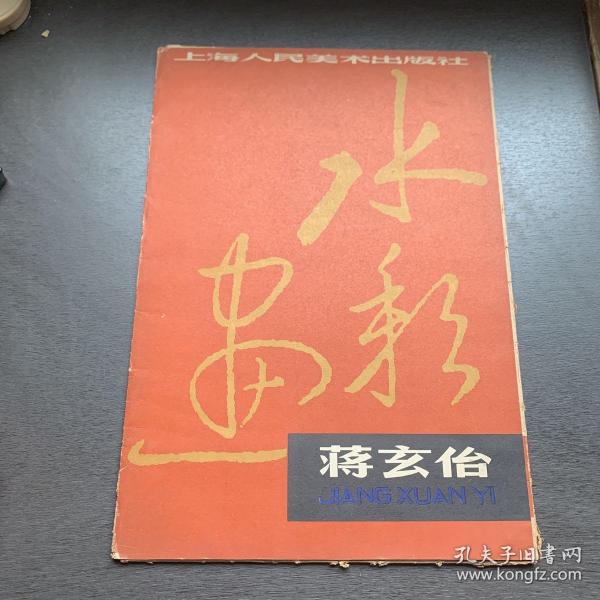 上海人民美术出版社
水彩
画
蒋玄佁
JIANG XUAN YI
孔夫子旧书网
www.kongfz.com